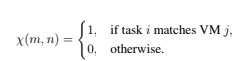 χ(m, n) = { 1, if task i matches VM j,
0, otherwise.